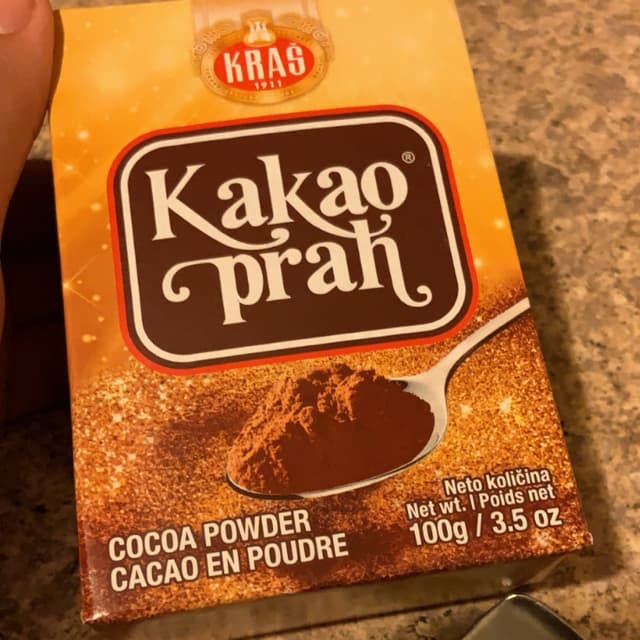 KRAŠ
1911
Kakao®
prah
COCOA POWDER
CACAO EN POUDRE
Neto količina
Net wt. | Poids net
100g / 3.5 oz